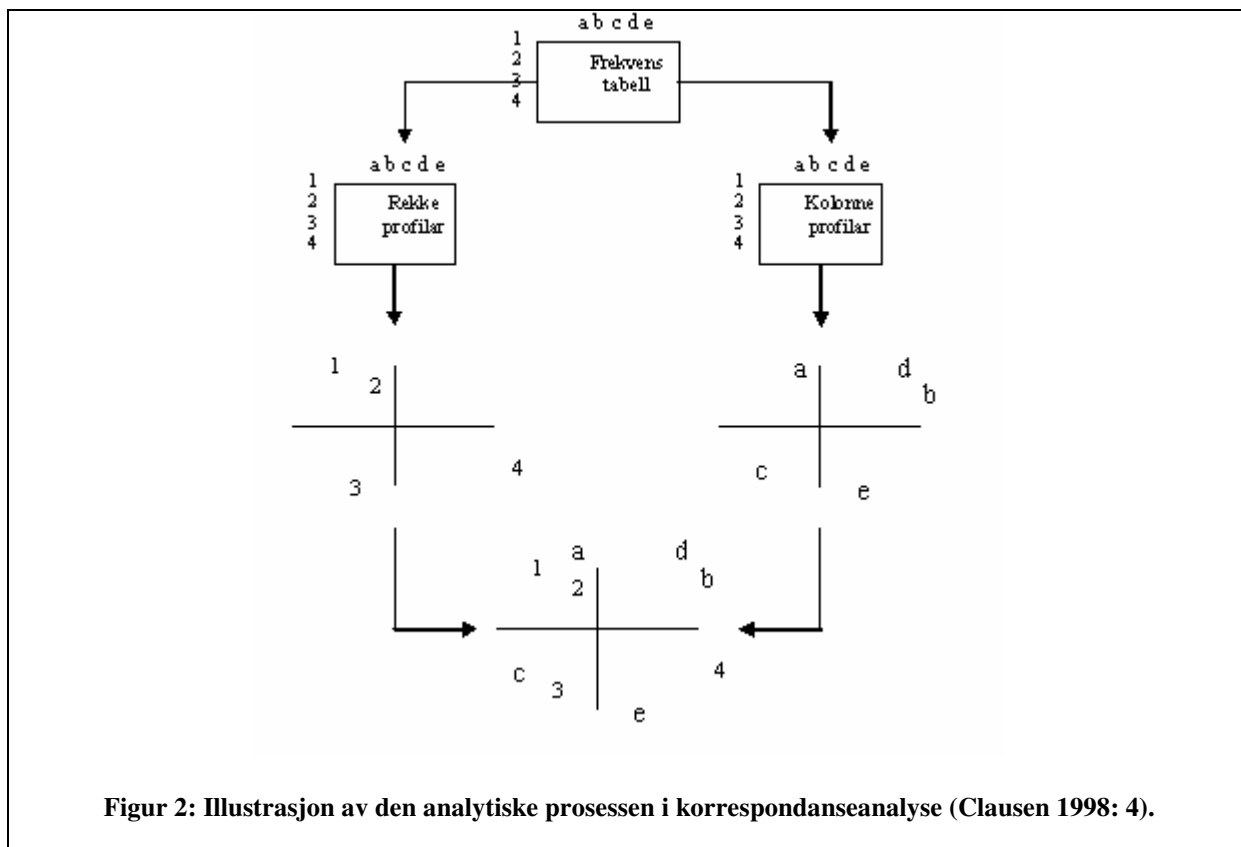 a b c d e
1
2
3
4
Frekvens
tabell
a b c d e
1
2
3
4
Rekke
profilar
a b c d e
1
2
3
4
Kolonne
profilar
1
2
3
4
a
d
b
c
e
a
d
1
2
b
c
3
4
e
Figur 2: Illustrasjon av den analytiske prosessen i korrespondanseanalyse (Clausen 1998: 4).